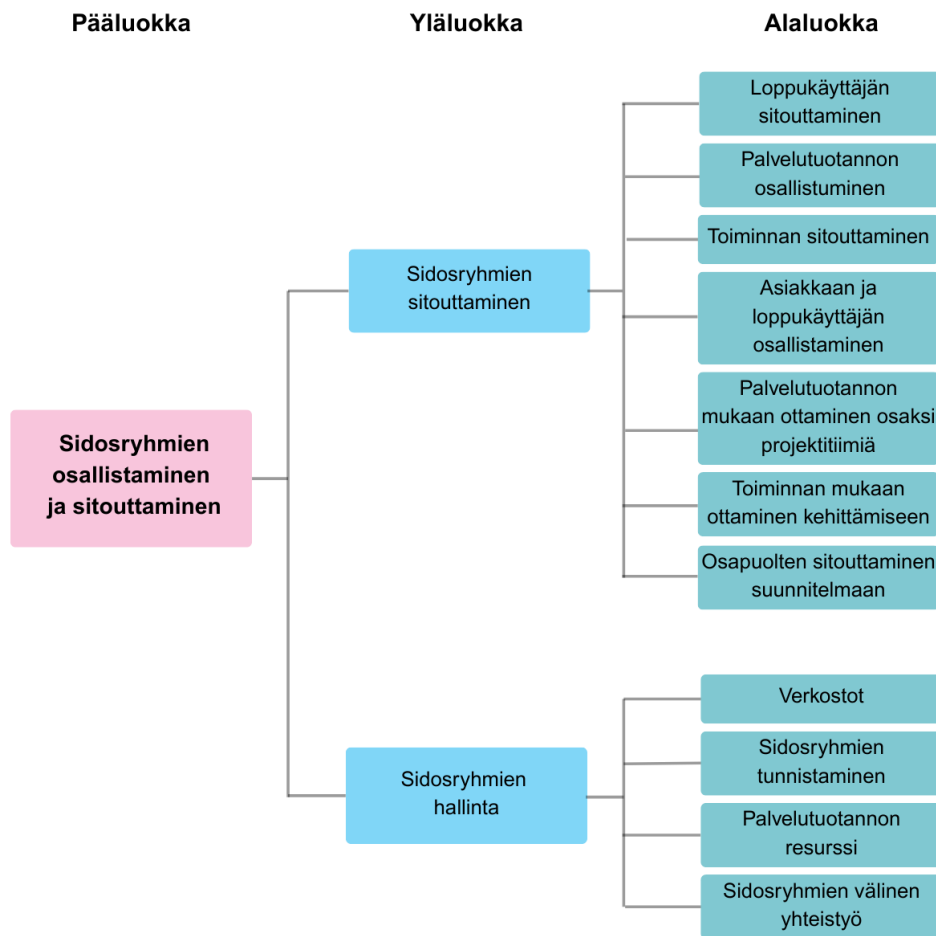 Pääluokka
Yläluokka
Alaluokka
Sidosryhmien
osallistaminen
ja sitouttaminen
Sidosryhmien
sitouttaminen
Loppukäyttäjän
sitouttaminen
Palvelutuotannon
osallistuminen
Toiminnan sitouttaminen
Asiakkaan ja
loppukäyttäjän
osallistaminen
Palvelutuotannon
mukaan ottaminen osaksi
projektitiimiä
Toiminnan mukaan
ottaminen kehittämiseen
Osapuolten sitouttaminen
suunnitelmaan
Sidosryhmien
hallinta
Verkostot
Sidosryhmien
tunnistaminen
Palvelutuotannon
resurssi
Sidosryhmien välinen
yhteistyö